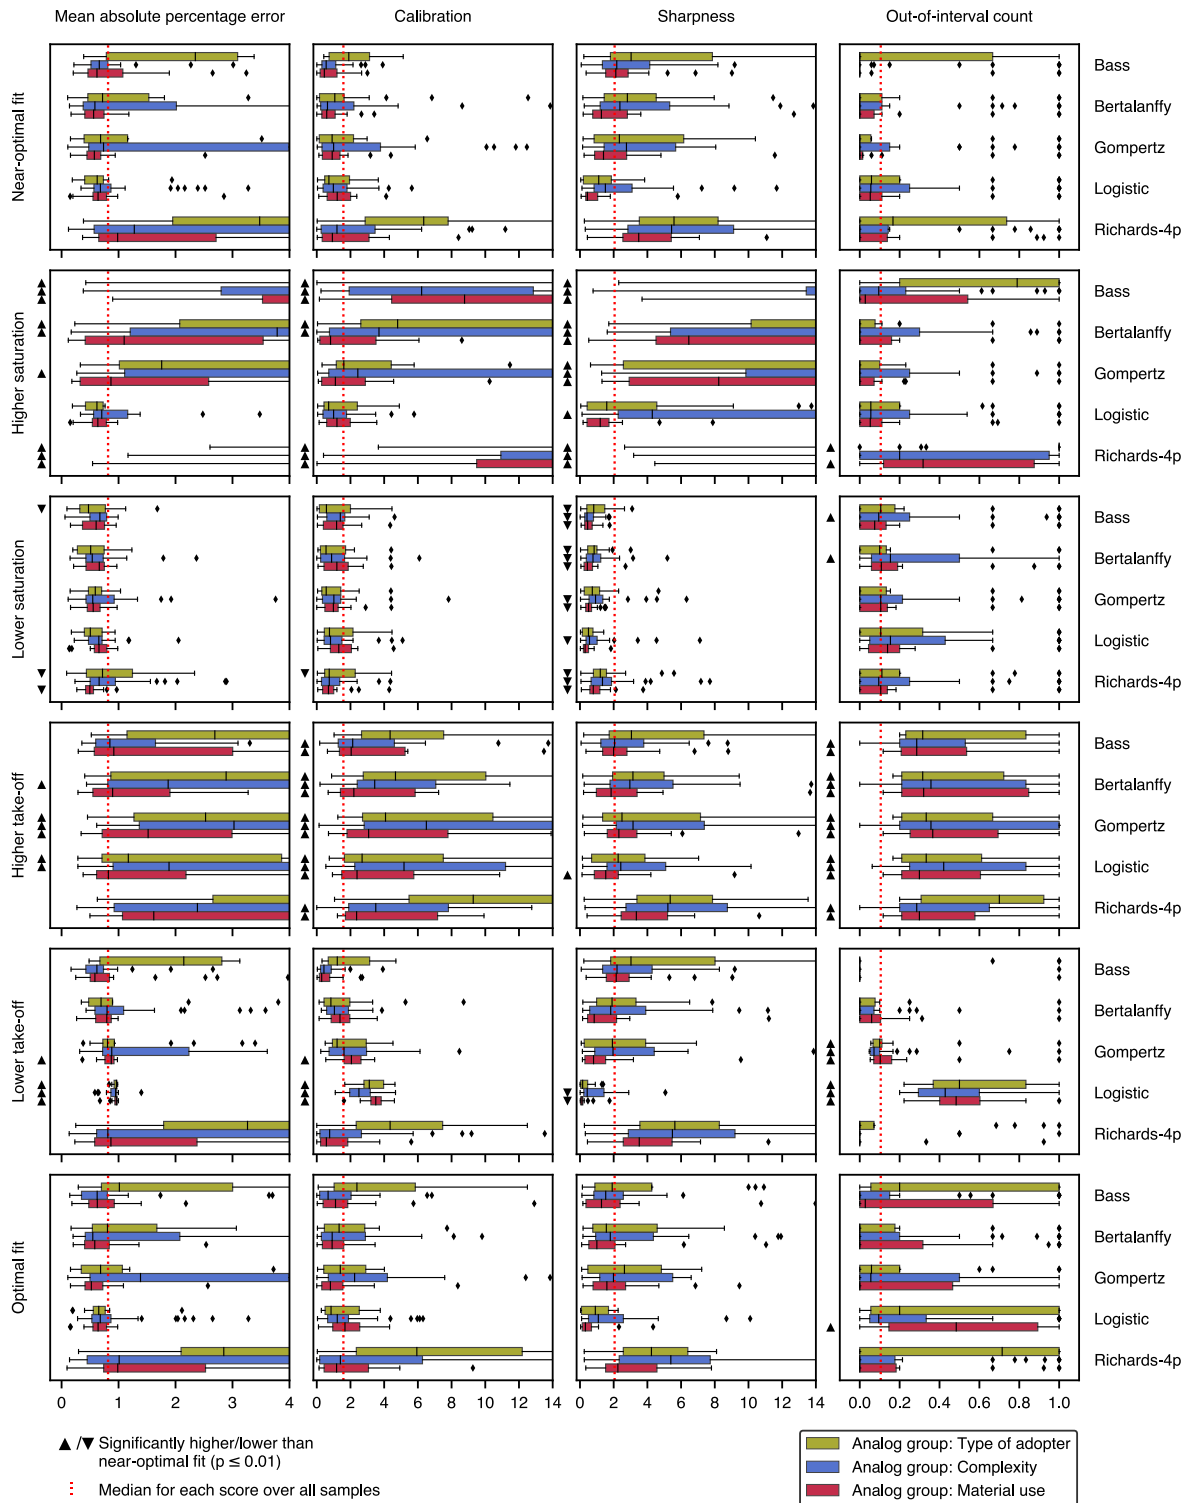 Mean absolute percentage error
Calibration
Sharpness
Out-of-interval count
Near-optimal fit
Bass
Bertalanffy
Gompertz
Logistic
Richards-4p
Higher saturation
Bass
Bertalanffy
Gompertz
Logistic
Richards-4p
Lower saturation
Bass
Bertalanffy
Gompertz
Logistic
Richards-4p
Higher take-off
Bass
Bertalanffy
Gompertz
Logistic
Richards-4p
Lower take-off
Bass
Bertalanffy
Gompertz
Logistic
Richards-4p
Optimal fit
Bass
Bertalanffy
Gompertz
Logistic
Richards-4p
0 1 2 3 4
0 2 4 6 8 10 12 14
0 2 4 6 8 10 12 14
0.0 0.2 0.4 0.6 0.8 1.0
▲ /▼ Significantly higher/lower than
near-optimal fit (p ≤ 0.01)
Median for each score over all samples
Analog group: Type of adopter
Analog group: Complexity
Analog group: Material use